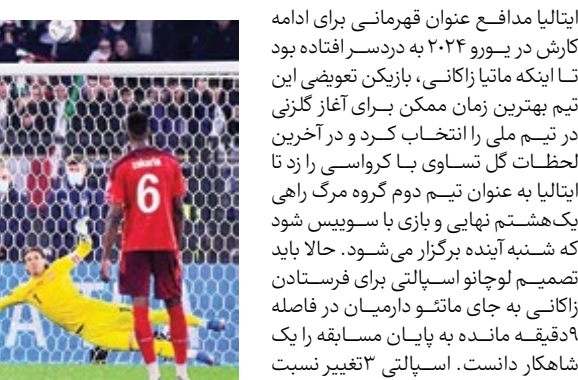 ایتالیا مدافع عنوان قهرمانی برای ادامه
کارش در یورو ۲۰۲۴ به دردسر افتاده بود
تا اینکه ماتیا زاکانی، بازیکن تعویضی این
تیم بهترین زمان ممکن برای آغاز گلزنی
در تیم ملی را انتخاب کرد و در آخرین
لحظات گل تساوی با کرواسی را زد تا
ایتالیا به عنوان تیم دوم گروه مرگ راهی
یک‌هشتم نهایی و بازی با سوییس شود
که شنبه آینده برگزار می‌شود. حالا باید
تصمیم لوچانو اسپالتی برای فرستادن
زاکانی به جای ماتئو دارمیان در فاصله
۹دقیقه مانده به پایان مسابقه را یک
شاهکار دانست. اسپالتی ۳تغییر نسبت
zakaria
6